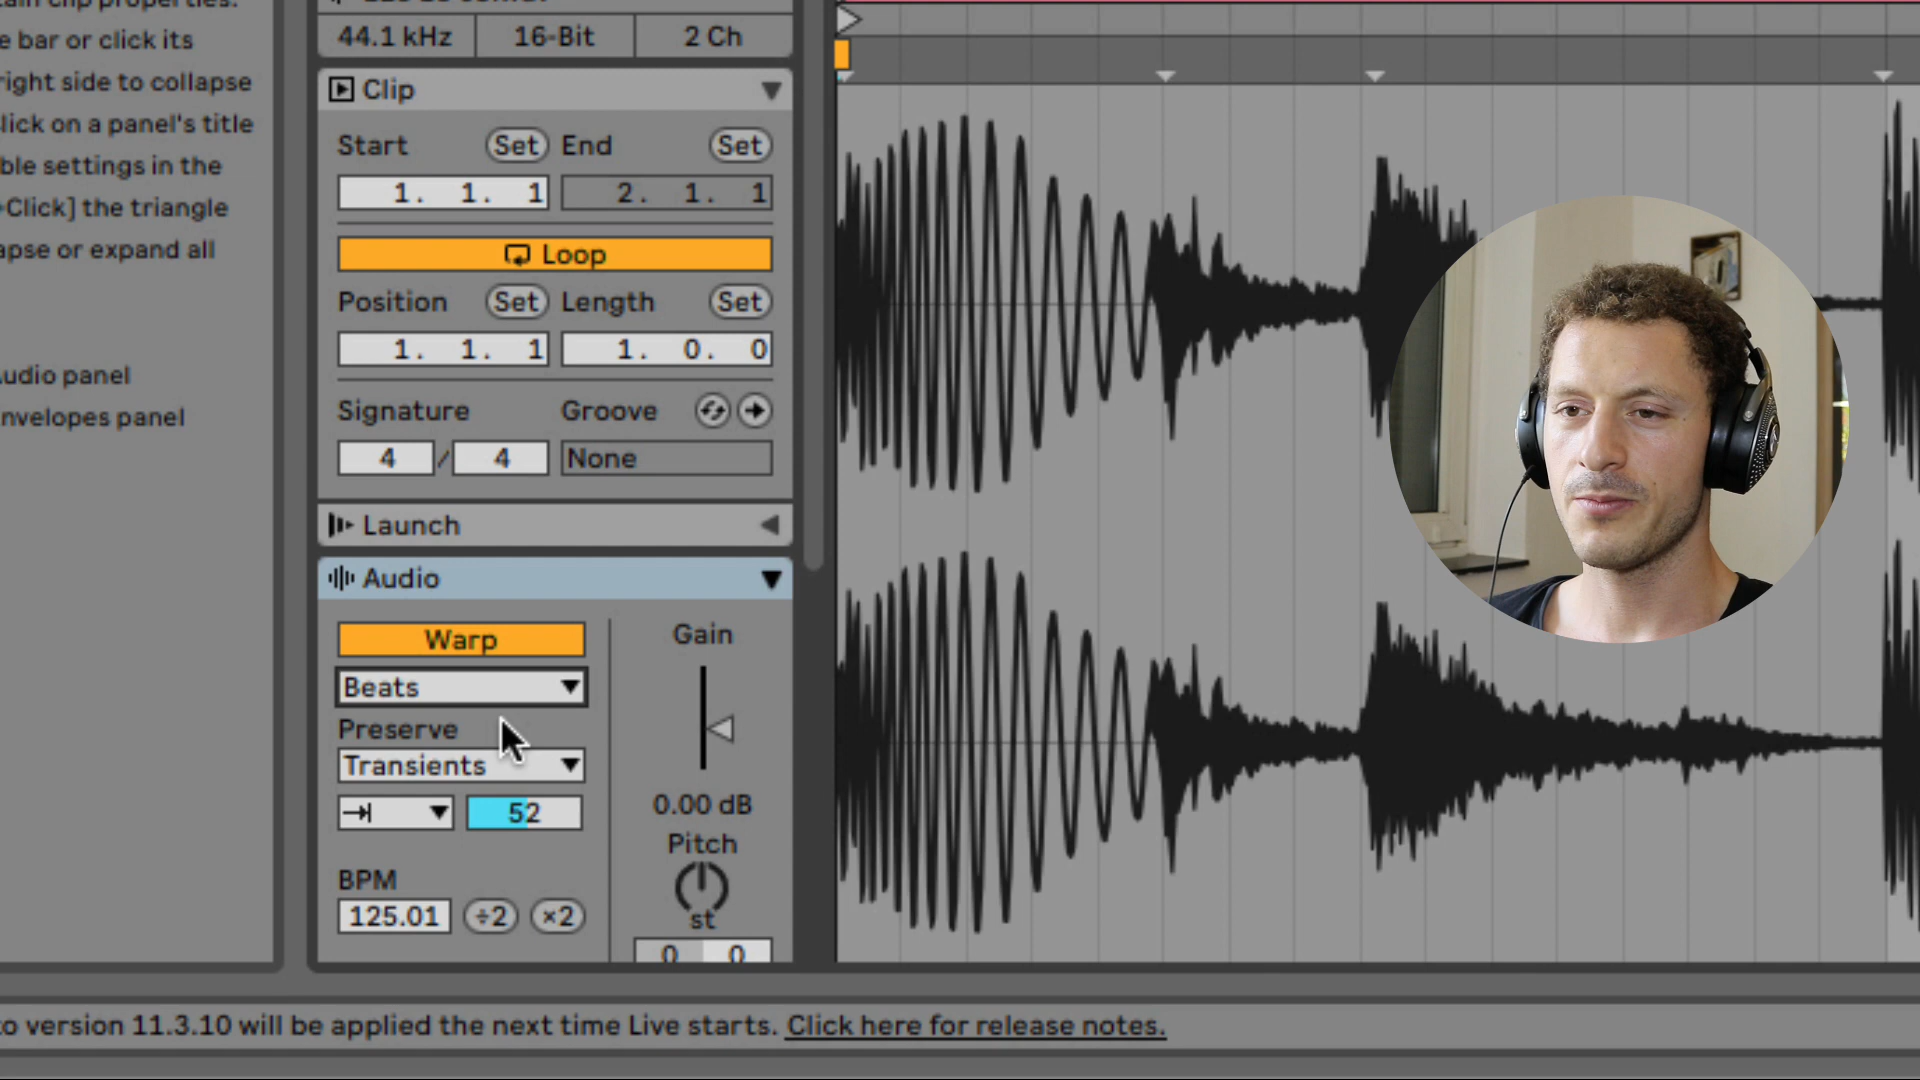 tain clip properties.
e bar or click its
right side to collapse
lick on a panel's title
ble settings in the
+Click] the triangle
apse or expand all
udio panel
nvelopes panel
44.1 kHz 16-Bit 2 Ch
Clip
Start Set End Set
1. 1. 1 2. 1. 1
Loop
Position Set Length Set
1. 1. 1 1. 0. 0
Signature Groove
4 / 4 None
Launch
Audio
Warp Gain
Beats
Preserve
Transients
52 0.00 dB
Pitch
BPM
125.01 ÷2 ×2 st
0 0
to version 11.3.10 will be applied the next time Live starts. Click here for release notes.